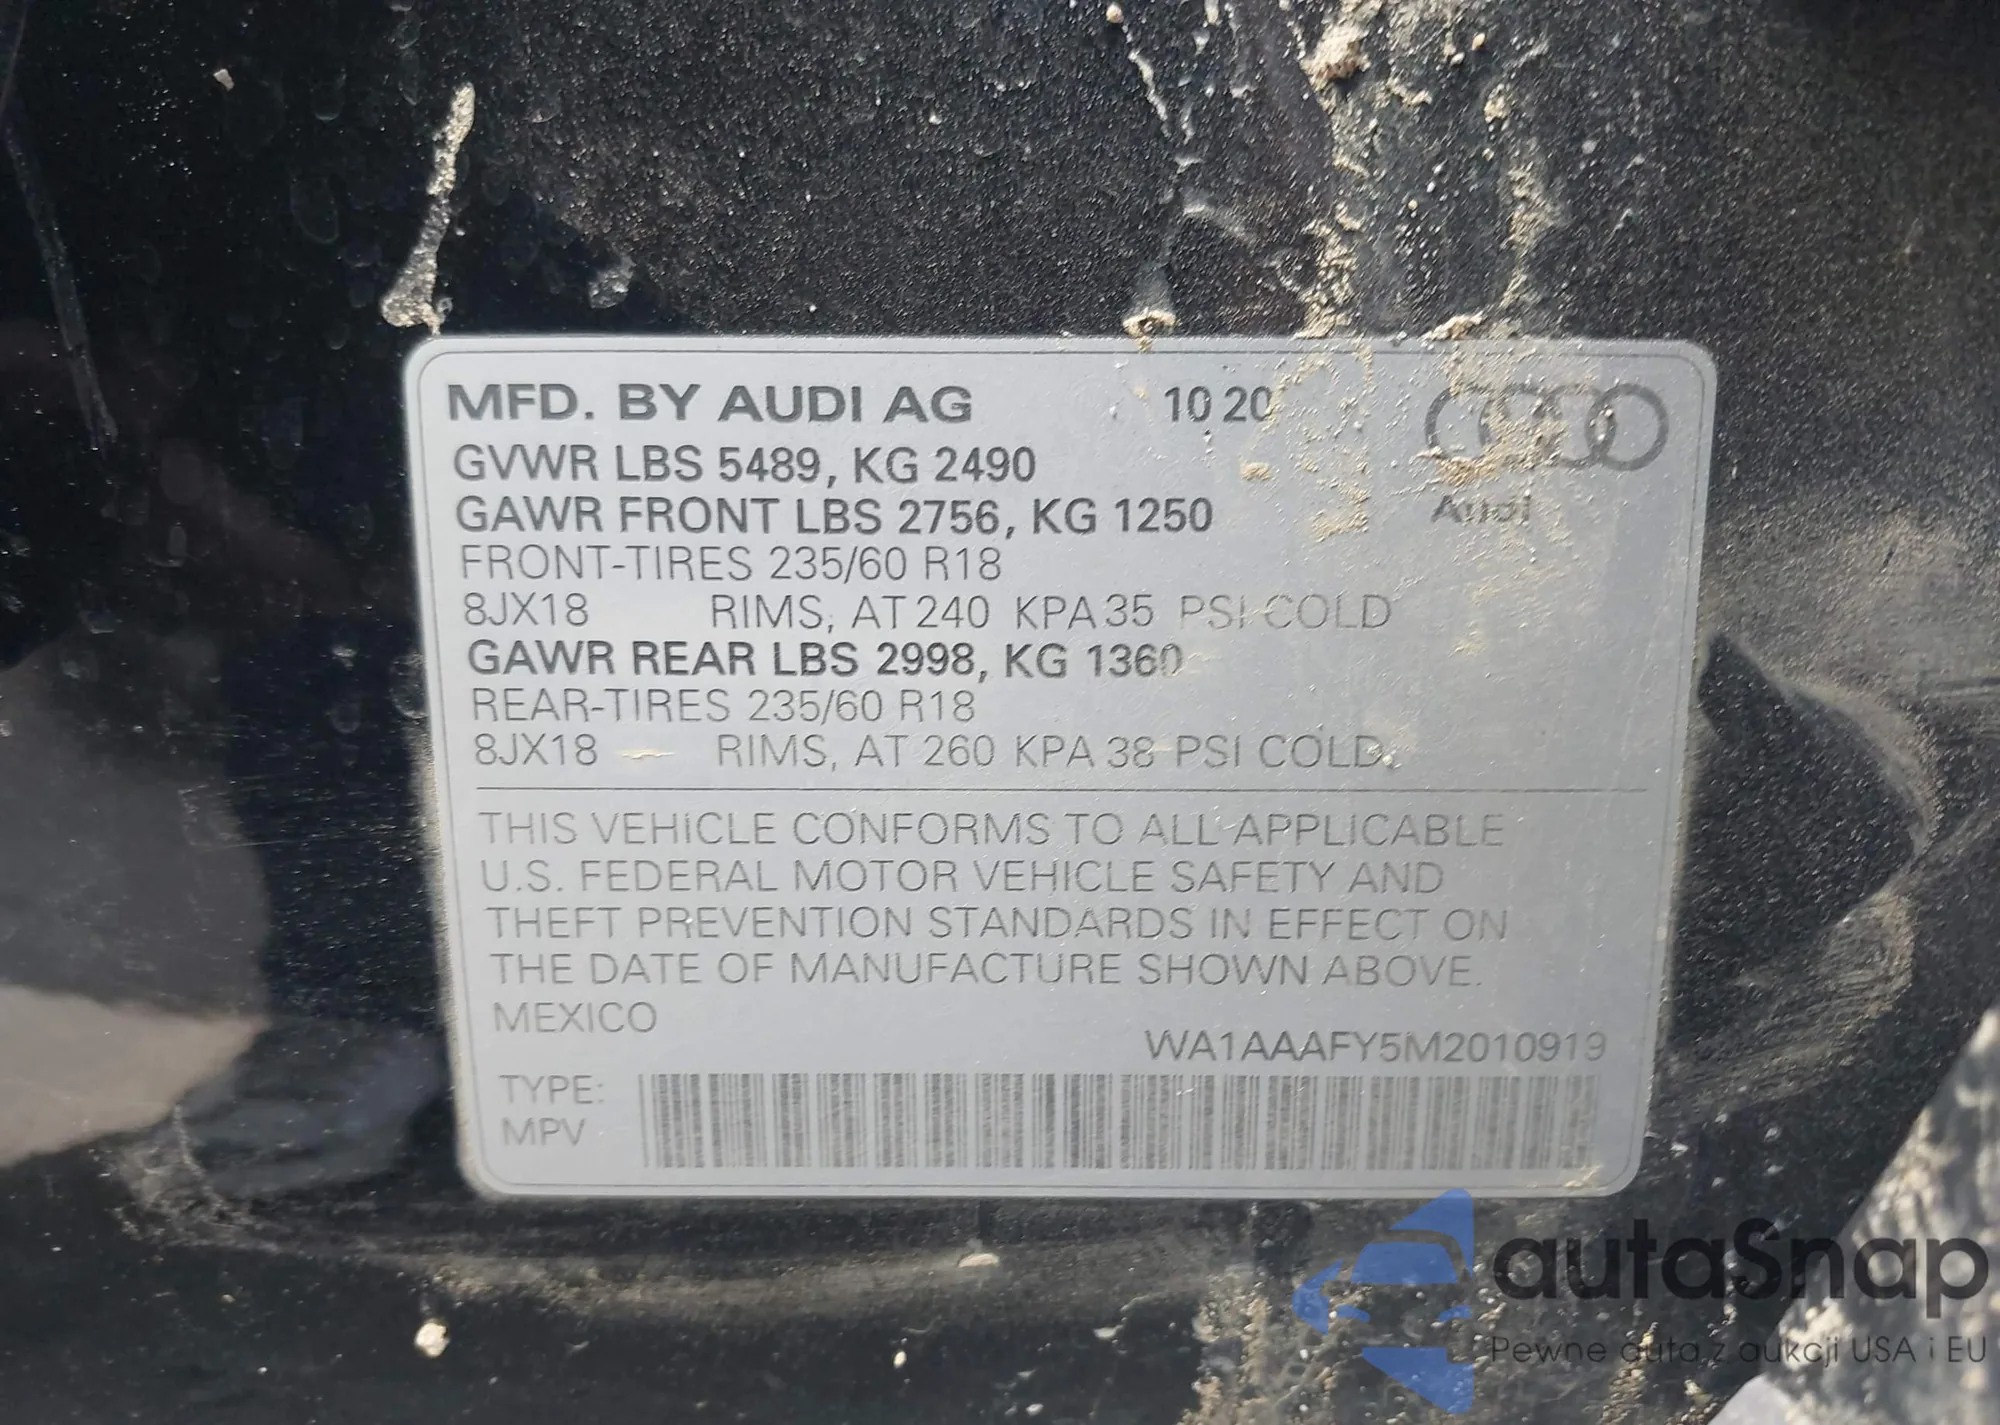 MFD. BY AUDI AG 10 20
GVWR LBS 5489, KG 2490
GAWR FRONT LBS 2756, KG 1250
FRONT-TIRES 235/60 R18
8JX18 RIMS, AT 240 KPA 35 PSI COLD
GAWR REAR LBS 2998, KG 1360
REAR-TIRES 235/60 R18
8JX18 RIMS, AT 260 KPA 38 PSI COLD.
THIS VEHICLE CONFORMS TO ALL APPLICABLE
U.S. FEDERAL MOTOR VEHICLE SAFETY AND
THEFT PREVENTION STANDARDS IN EFFECT ON
THE DATE OF MANUFACTURE SHOWN ABOVE.
MEXICO
WA1AAAFY5M2010919
TYPE:
MPV
Audi
autaSnap
Pewne auta z aukcji USA i EU